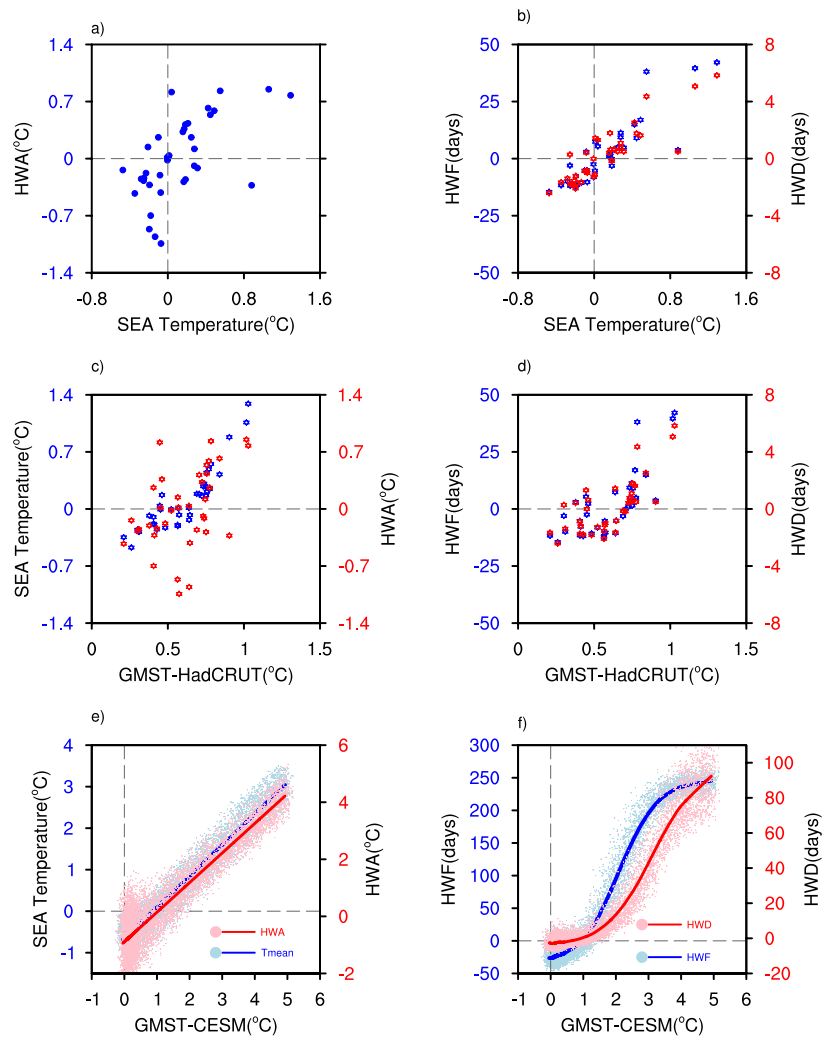 a)
1.4
0.7
0
-0.7
-1.4
HWA(°C)
-0.8 0 0.8 1.6
SEA Temperature(°C)
b)
50
25
0
-25
-50
HWF(days)
8
4
0
-4
-8
HWD(days)
-0.8 0 0.8 1.6
SEA Temperature(°C)
c)
1.4
0.7
0
-0.7
-1.4
SEA Temperature(°C)
1.4
0.7
0
-0.7
-1.4
HWA(°C)
0 0.5 1 1.5
GMST-HadCRUT(°C)
d)
50
25
0
-25
-50
HWF(days)
8
4
0
-4
-8
HWD(days)
0 0.5 1 1.5
GMST-HadCRUT(°C)
e)
4
3
2
1
0
-1
SEA Temperature(°C)
6
4
2
0
-2
HWA(°C)
HWA
Tmean
-1 0 1 2 3 4 5 6
GMST-CESM(°C)
f)
300
250
200
150
100
50
0
-50
HWF(days)
100
80
60
40
20
0
-20
HWD(days)
HWD
HWF
-1 0 1 2 3 4 5 6
GMST-CESM(°C)